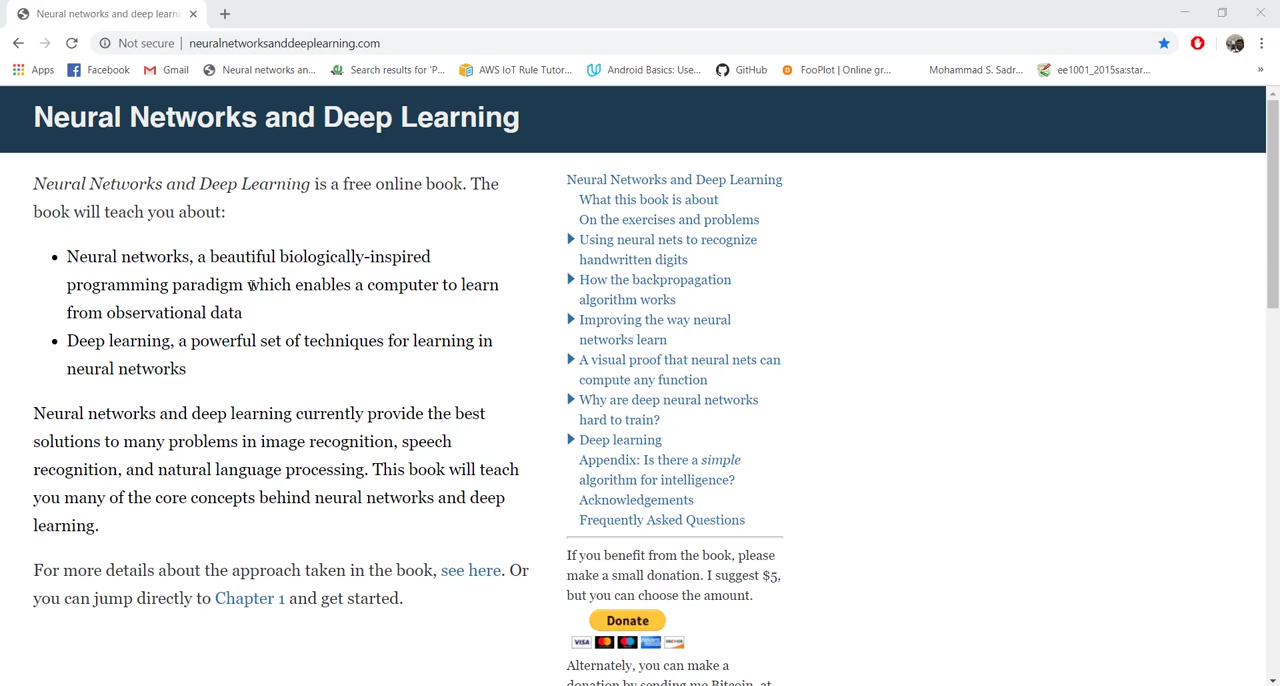 Neural networks and deep learni
Not secure | neuralnetworksanddeeplearning.com
Apps Facebook Gmail Neural networks an... Search results for 'P... AWS IoT Rule Tutor... Android Basics: Use... GitHub FooPlot | Online gr... Mohammad S. Sadr... ee1001_2015sa:star... »
Neural Networks and Deep Learning
Neural Networks and Deep Learning is a free online book. The
book will teach you about:
• Neural networks, a beautiful biologically-inspired
programming paradigm which enables a computer to learn
from observational data
• Deep learning, a powerful set of techniques for learning in
neural networks
Neural networks and deep learning currently provide the best
solutions to many problems in image recognition, speech
recognition, and natural language processing. This book will teach
you many of the core concepts behind neural networks and deep
learning.
For more details about the approach taken in the book, see here. Or
you can jump directly to Chapter 1 and get started.
Neural Networks and Deep Learning
What this book is about
On the exercises and problems
Using neural nets to recognize
handwritten digits
How the backpropagation
algorithm works
Improving the way neural
networks learn
A visual proof that neural nets can
compute any function
Why are deep neural networks
hard to train?
Deep learning
Appendix: Is there a simple
algorithm for intelligence?
Acknowledgements
Frequently Asked Questions
If you benefit from the book, please
make a small donation. I suggest $5,
but you can choose the amount.
Donate
VISA
Alternately, you can make a
donation by sending me Bitcoin, at